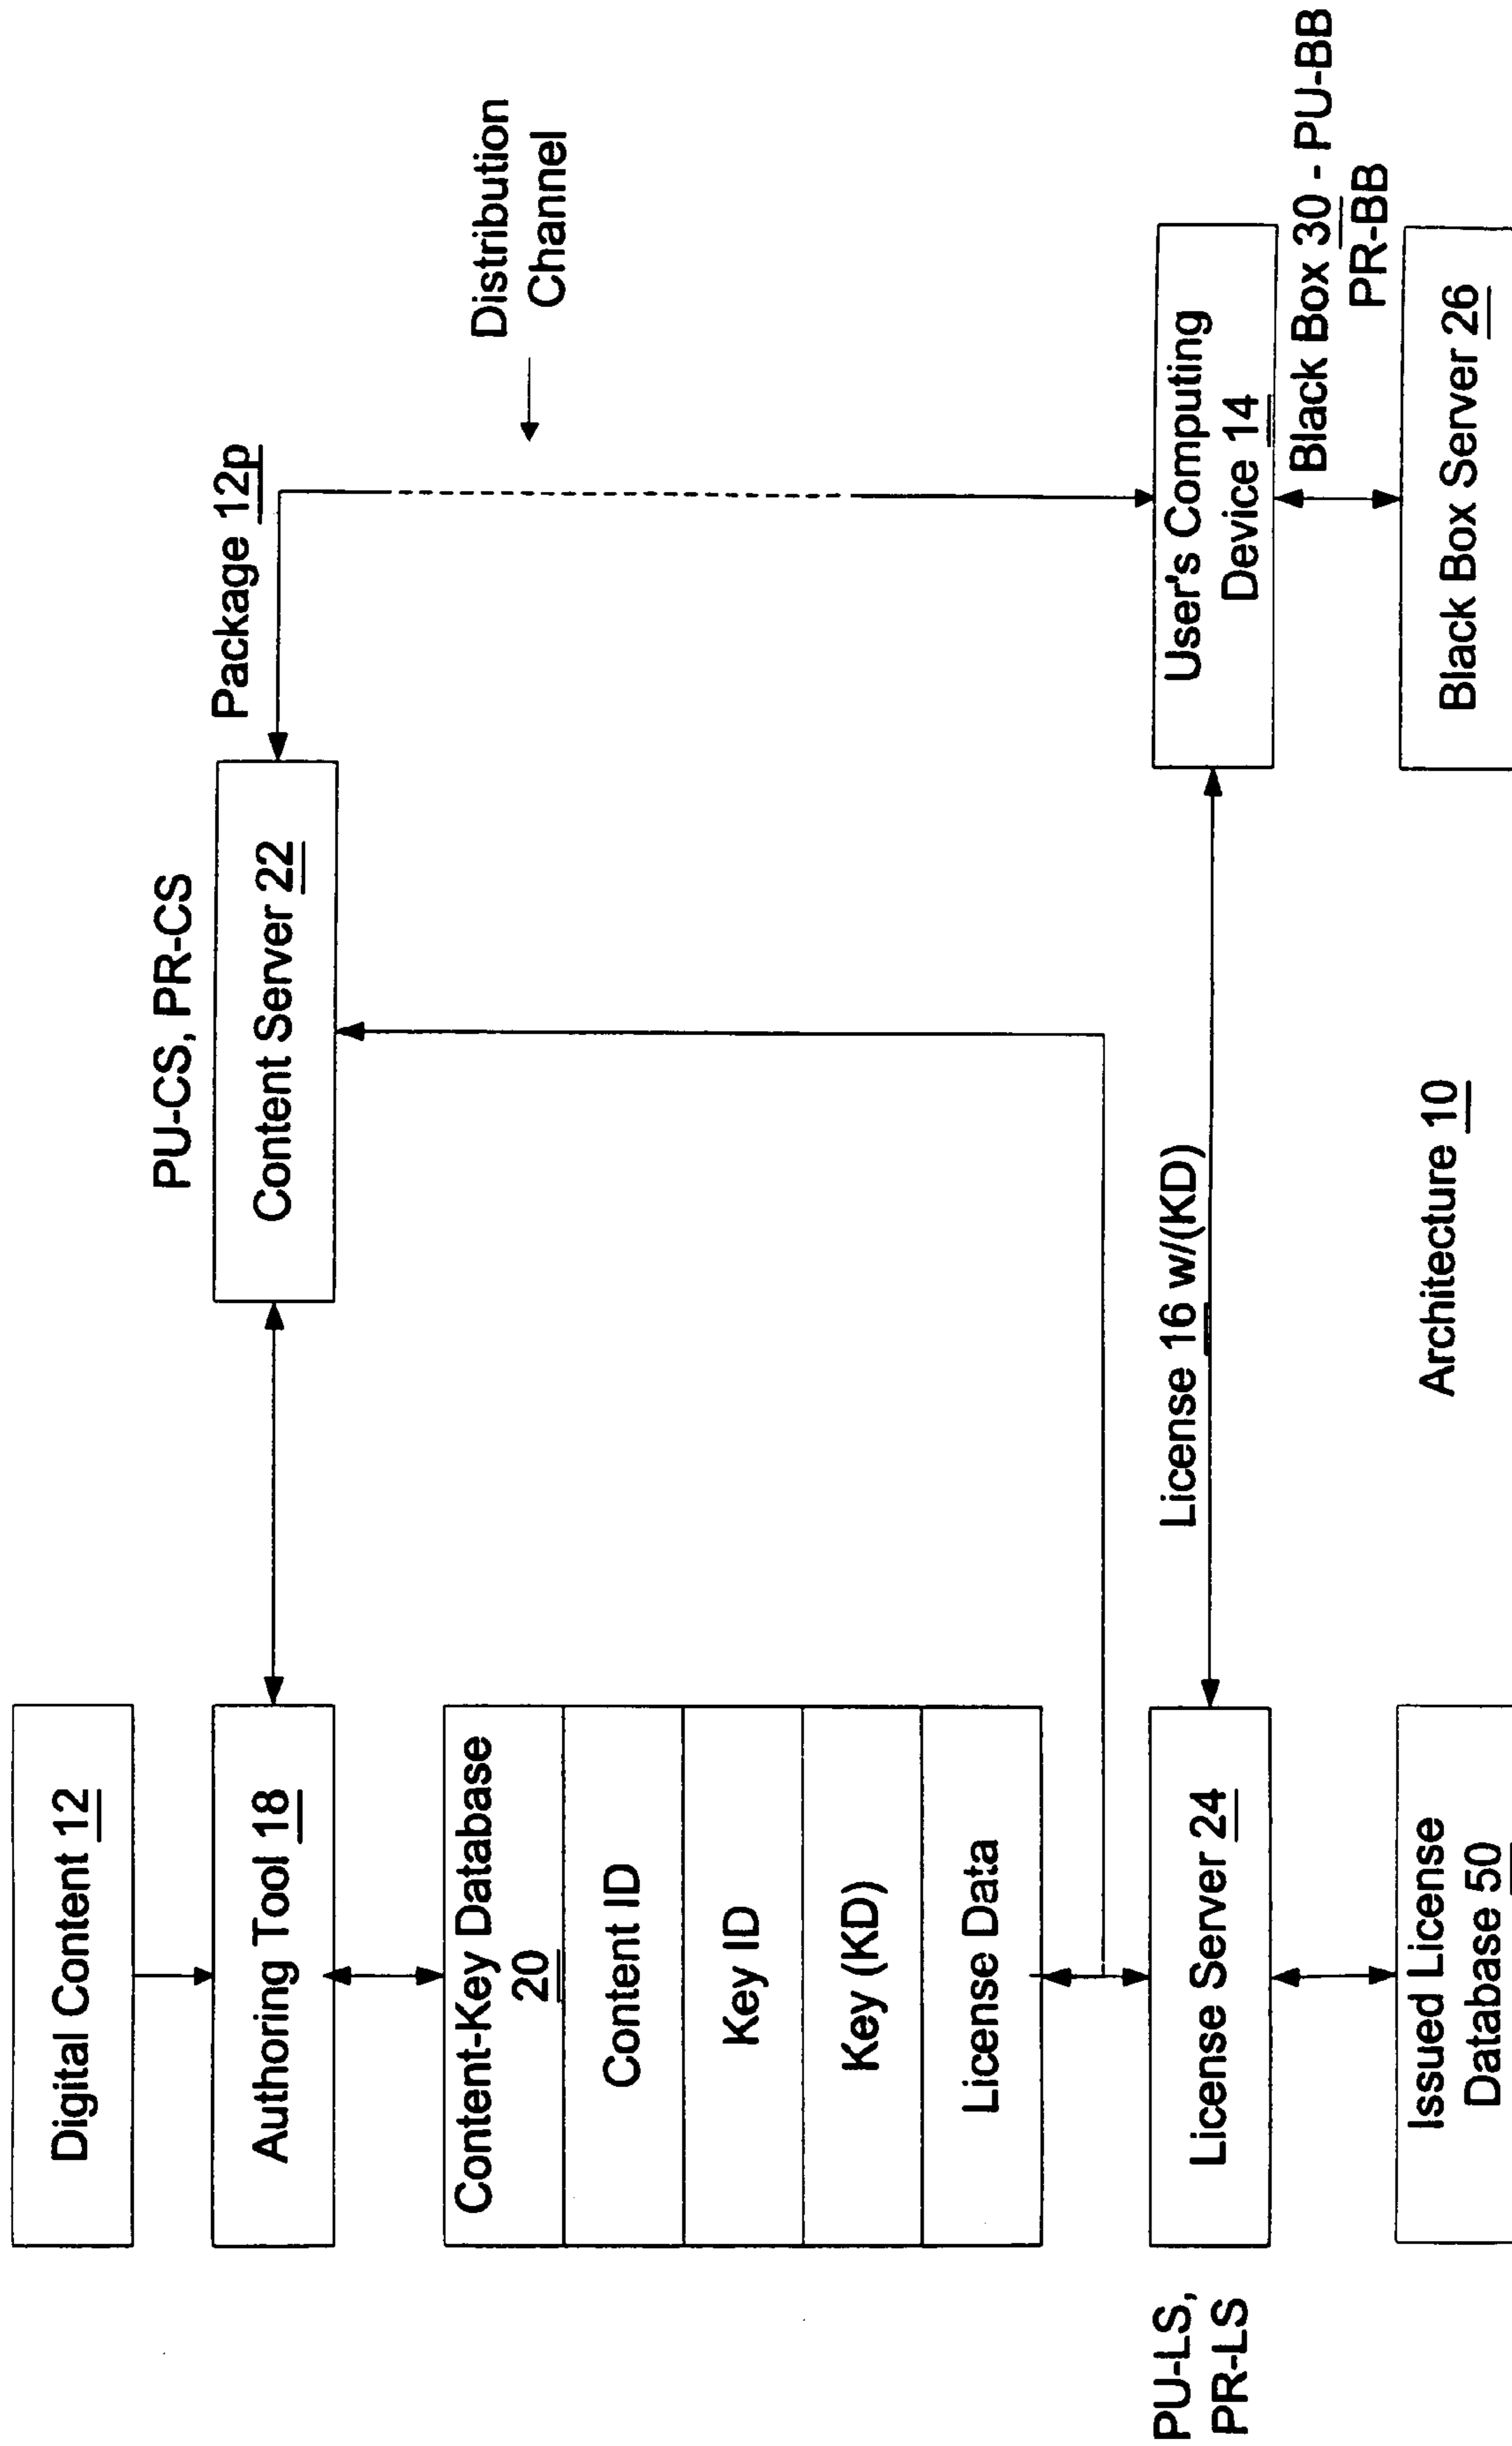 Digital Content 12
PU-CS, PR-CS
Authoring Tool 18
Content Server 22
Package 12p
Content-Key Database
20
Content ID
Key ID
Key (KD)
License Data
Distribution
Channel
PU-LS,
PR-LS
License Server 24
License 16 w/(KD)
User's Computing
Device 14
Black Box 30 - PU-BB
PR-BB
Issued License
Database 50
Architecture 10
Black Box Server 26